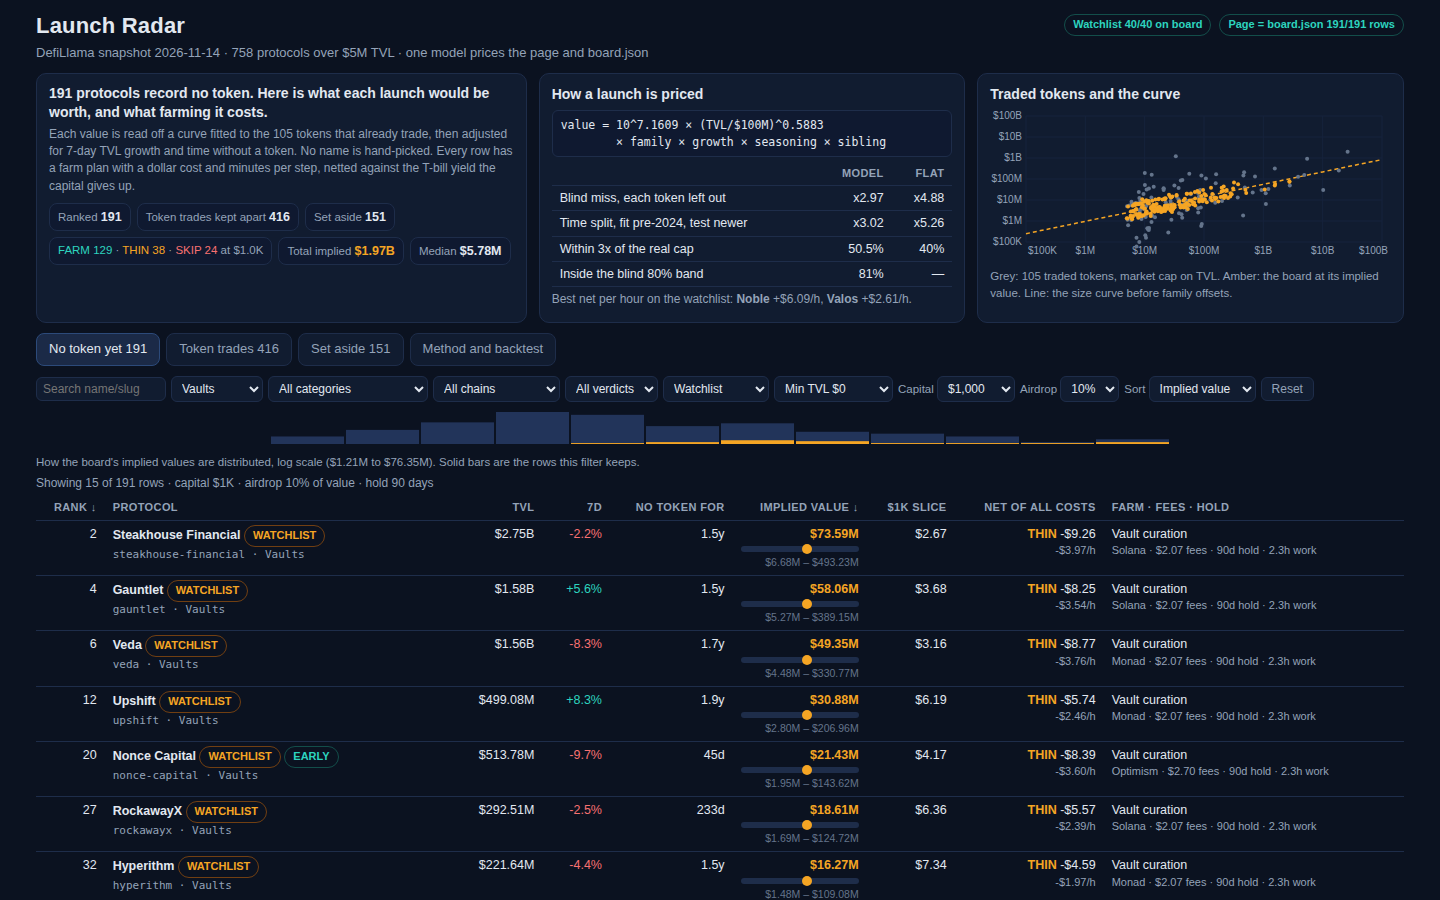 Launch Radar
Watchlist 40/40 on board
Page = board.json 191/191 rows
DefiLlama snapshot 2026-11-14 · 758 protocols over $5M TVL · one model prices the page and board.json
191 protocols record no token. Here is what each launch would be
worth, and what farming it costs.
Each value is read off a curve fitted to the 105 tokens that already trade, then adjusted
for 7-day TVL growth and time without a token. No name is hand-picked. Every row has
a farm plan with a dollar cost and steps per protocol, netted against the T-bill yield the
capital gives up.
Ranked 191
Token trades kept apart 416
Set aside 151
FARM 129 · THIN 38 · SKIP 24 at $1.0K
Total implied $1.97B
Median $5.78M
How a launch is priced
value = 10^7.1609 × (TVL/$100M)^0.5883
× family × growth × seasoning × sibling
MODEL FLAT
Blind miss, each token left out x2.97 x4.88
Time split, fit pre-2024, test newer x3.02 x5.26
Within 3x of the real cap 50.5% 40%
Inside the blind 80% band 81% —
Best net per hour on the watchlist: Noble +$6.09/h, Valos +$2.61/h.
Traded tokens and the curve
$100B
$10B
$1B
$100M
$10M
$1M
$100K
$100K $1M $10M $100M $1B $10B $100B
Grey: 105 traded tokens, market cap on TVL. Amber: the board at its implied
value. Line: the size curve before family offsets.
No token yet 191
Token trades 416
Set aside 151
Method and backtest
Search name/slug
Vaults
All categories
All chains
All verdicts
Watchlist
Min TVL $0
Capital $1,000
Airdrop 10%
Sort Implied value
Reset
How the board's implied values are distributed, log scale ($1.21M to $76.35M). Solid bars are the rows this filter keeps.
Showing 15 of 191 rows · capital $1K · airdrop 10% of value · hold 90 days
RANK ↓ PROTOCOL TVL 7D NO TOKEN FOR IMPLIED VALUE ↓ $1K SLICE NET OF ALL COSTS FARM · FEES · HOLD
2 Steakhouse Financial WATCHLIST $2.75B -2.2% 1.5y $73.59M $2.67 THIN -$9.26 Vault curation
steakhouse-financial · Vaults $6.68M – $493.23M -$3.97/h Solana · $2.07 fees · 90d hold · 2.3h work
4 Gauntlet WATCHLIST $1.58B +5.6% 1.5y $58.06M $3.68 THIN -$8.25 Vault curation
gauntlet · Vaults $5.27M – $389.15M -$3.54/h Solana · $2.07 fees · 90d hold · 2.3h work
6 Veda WATCHLIST $1.56B -8.3% 1.7y $49.35M $3.16 THIN -$8.77 Vault curation
veda · Vaults $4.48M – $330.77M -$3.76/h Monad · $2.07 fees · 90d hold · 2.3h work
12 Upshift WATCHLIST $499.08M +8.3% 1.9y $30.88M $6.19 THIN -$5.74 Vault curation
upshift · Vaults $2.80M – $206.96M -$2.46/h Monad · $2.07 fees · 90d hold · 2.3h work
20 Nonce Capital WATCHLIST EARLY $513.78M -9.7% 45d $21.43M $4.17 THIN -$8.39 Vault curation
nonce-capital · Vaults $1.95M – $143.62M -$3.60/h Optimism · $2.70 fees · 90d hold · 2.3h work
27 RockawayX WATCHLIST $292.51M -2.5% 233d $18.61M $6.36 THIN -$5.57 Vault curation
rockawayx · Vaults $1.69M – $124.72M -$2.39/h Solana · $2.07 fees · 90d hold · 2.3h work
32 Hyperithm WATCHLIST $221.64M -4.4% 1.5y $16.27M $7.34 THIN -$4.59 Vault curation
hyperithm · Vaults $1.48M – $109.08M -$1.97/h Monad · $2.07 fees · 90d hold · 2.3h work